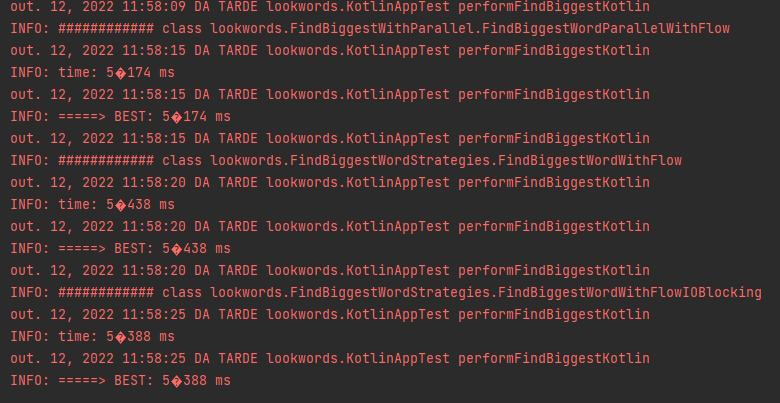 out. 12, 2022 11:58:09 DA TARDE lookwords.KotlinAppTest performFindBiggestKotlin
INFO: ############ class lookwords.FindBiggestWithParallel.FindBiggestWordParallelWithFlow
out. 12, 2022 11:58:15 DA TARDE lookwords.KotlinAppTest performFindBiggestKotlin
INFO: time: 5�174 ms
out. 12, 2022 11:58:15 DA TARDE lookwords.KotlinAppTest performFindBiggestKotlin
INFO: =====> BEST: 5�174 ms
out. 12, 2022 11:58:15 DA TARDE lookwords.KotlinAppTest performFindBiggestKotlin
INFO: ############ class lookwords.FindBiggestWordStrategies.FindBiggestWordWithFlow
out. 12, 2022 11:58:20 DA TARDE lookwords.KotlinAppTest performFindBiggestKotlin
INFO: time: 5�438 ms
out. 12, 2022 11:58:20 DA TARDE lookwords.KotlinAppTest performFindBiggestKotlin
INFO: =====> BEST: 5�438 ms
out. 12, 2022 11:58:20 DA TARDE lookwords.KotlinAppTest performFindBiggestKotlin
INFO: ############ class lookwords.FindBiggestWordStrategies.FindBiggestWordWithFlowIOBlocking
out. 12, 2022 11:58:25 DA TARDE lookwords.KotlinAppTest performFindBiggestKotlin
INFO: time: 5�388 ms
out. 12, 2022 11:58:25 DA TARDE lookwords.KotlinAppTest performFindBiggestKotlin
INFO: =====> BEST: 5�388 ms